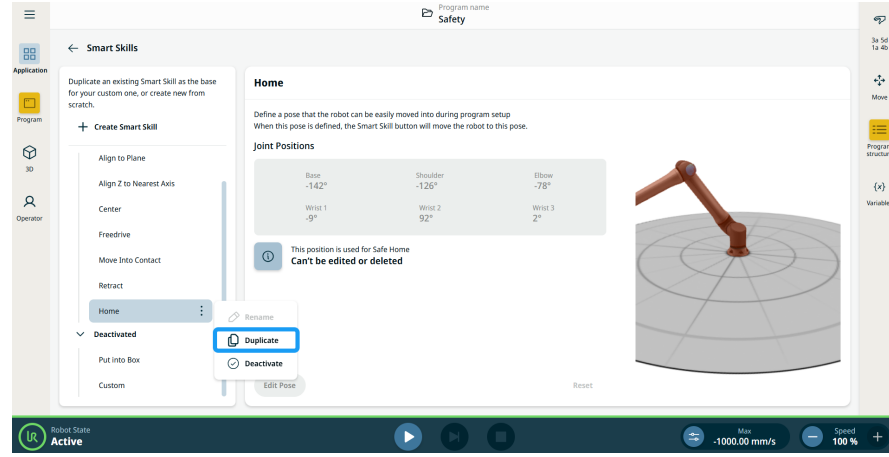 Program name
Safety
3a 5d
1a 4b
Smart Skills
Application
Duplicate an existing Smart Skill as the base
for your custom one, or create new from
scratch.
Create Smart Skill
Program
3D
Operator
Align to Plane
Align Z to Nearest Axis
Center
Freedrive
Move Into Contact
Retract
Home
Deactivated
Put into Box
Custom
Rename
Duplicate
Deactivate
Home
Define a pose that the robot can be easily moved into during program setup
When this pose is defined, the Smart Skill button will move the robot to this pose.
Joint Positions
Base Shoulder Elbow
-142° -126° -78°
Wrist 1 Wrist 2 Wrist 3
-9° 92° 2°
This position is used for Safe Home
Can't be edited or deleted
Edit Pose Reset
Move
Program
structur
{x}
Variable
UR
Robot State
Active
Max
-1000.00 mm/s
Speed
100 %